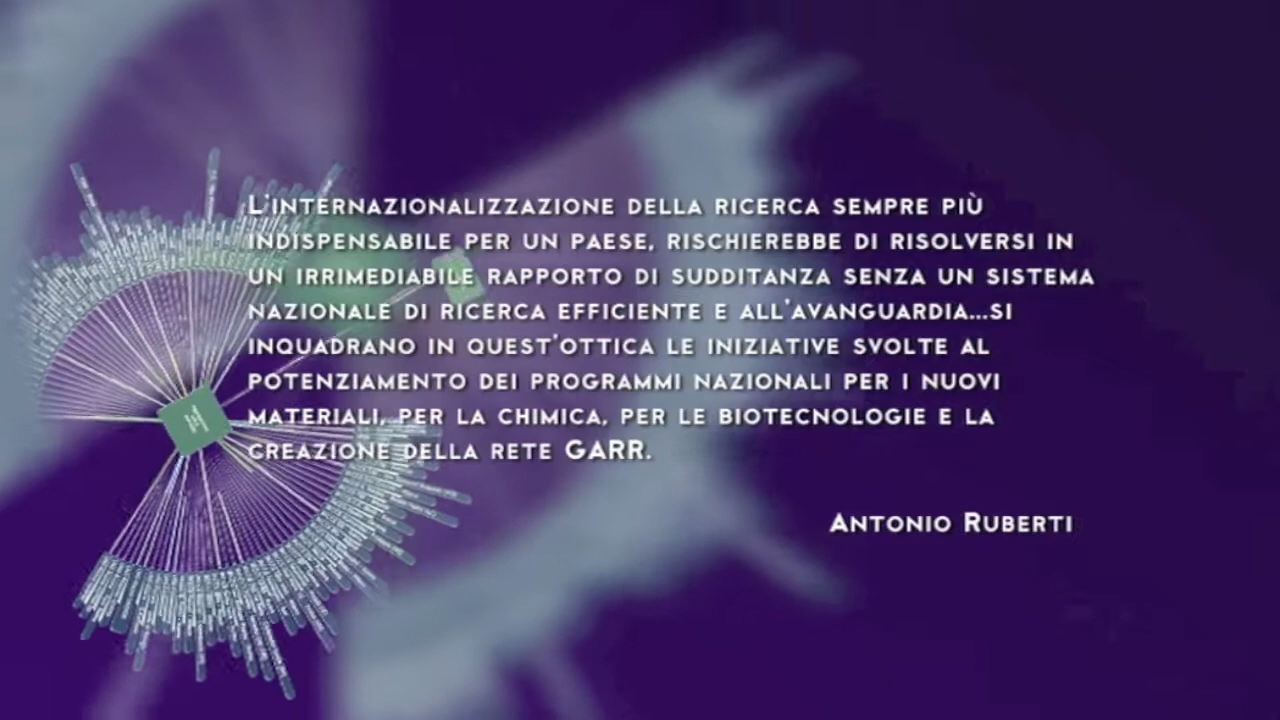 L'INTERNAZIONALIZZAZIONE DELLA RICERCA SEMPRE PIÙ
INDISPENSABILE PER UN PAESE, RISCHIEREBBE DI RISOLVERSI IN
UN IRRIMEDIABILE RAPPORTO DI SUDDITANZA SENZA UN SISTEMA
NAZIONALE DI RICERCA EFFICIENTE E ALL'AVANGUARDIA...SI
INQUADRANO IN QUEST'OTTICA LE INIZIATIVE SVOLTE AL
POTENZIAMENTO DEI PROGRAMMI NAZIONALI PER I NUOVI
MATERIALI, PER LA CHIMICA, PER LE BIOTECNOLOGIE E LA
CREAZIONE DELLA RETE GARR.
ANTONIO RUBERTI